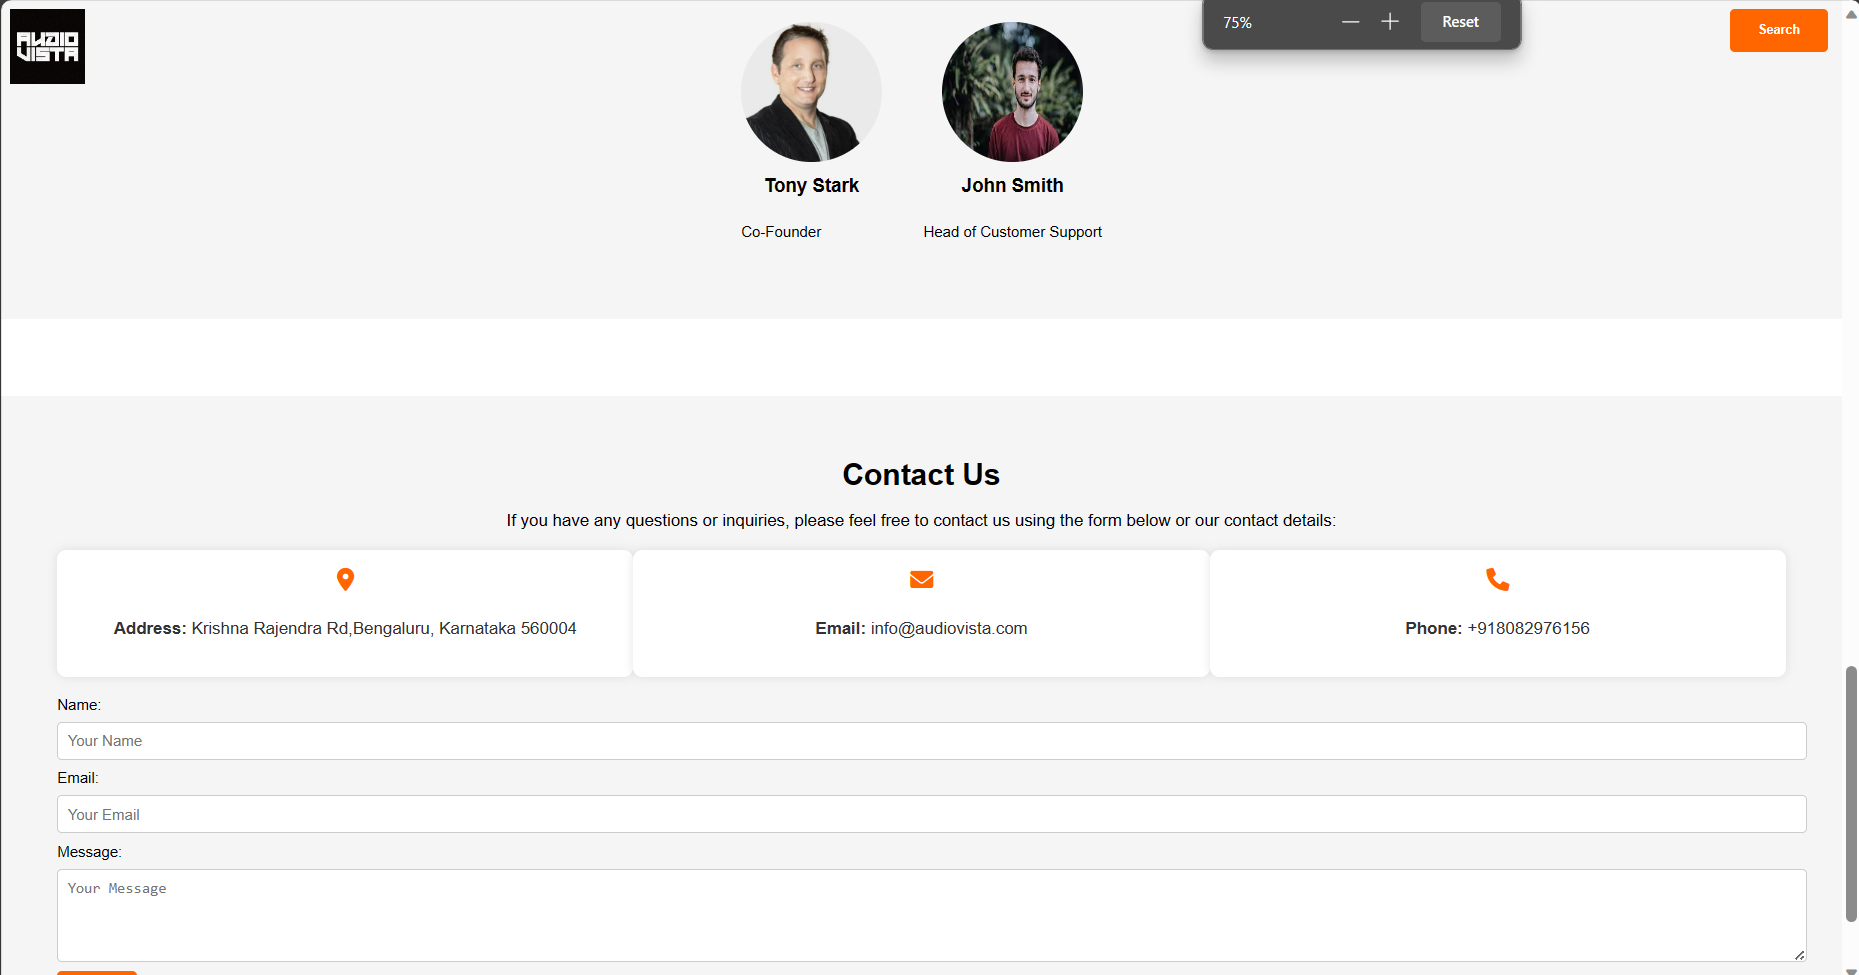 AUDIO
VISTA
75%
Reset
Search
Tony Stark
John Smith
Co-Founder
Head of Customer Support
Contact Us
If you have any questions or inquiries, please feel free to contact us using the form below or our contact details:
Address: Krishna Rajendra Rd,Bengaluru, Karnataka 560004
Email: info@audiovista.com
Phone: +918082976156
Name:
Your Name
Email:
Your Email
Message:
Your Message